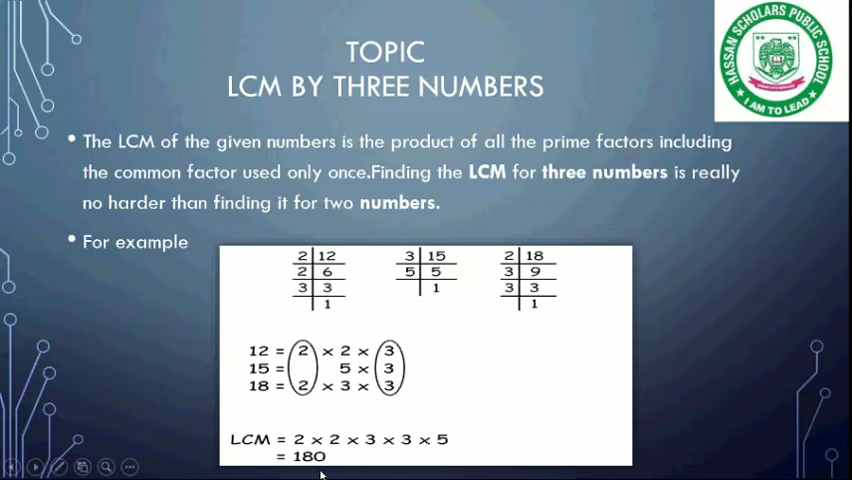 TOPIC
LCM BY THREE NUMBERS
HASSAN SCHOLARS PUBLIC SCHOOL
I AM TO LEAD
• The LCM of the given numbers is the product of all the prime factors including
the common factor used only once.Finding the LCM for three numbers is really
no harder than finding it for two numbers.
• For example
2 | 12 3 | 15 2 | 18
2 | 6 5 | 5 3 | 9
3 | 3 | 1 3 | 3
| 1 | 1
12 = 2 x 2 x 3
15 = 5 x 3
18 = 2 x 3 x 3
LCM = 2 x 2 x 3 x 3 x 5
= 180